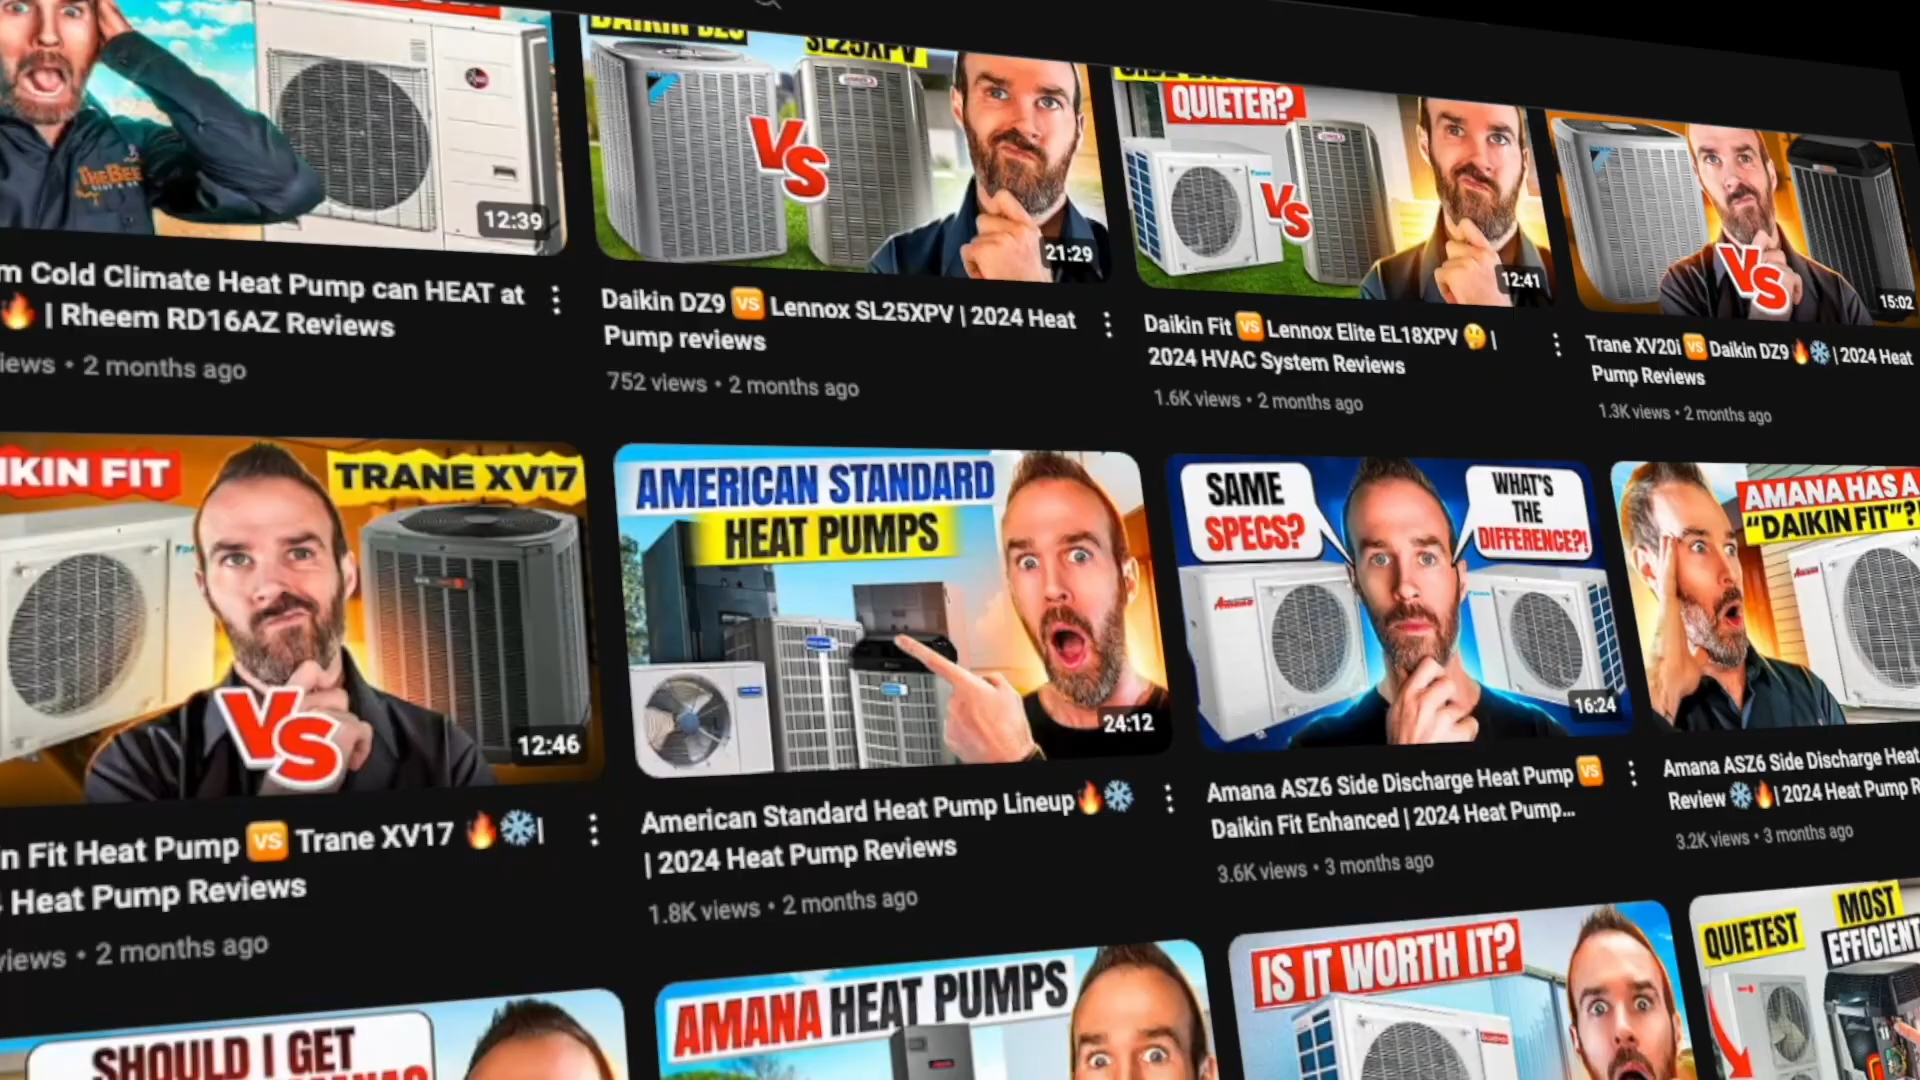 THEBEE
12:39
m Cold Climate Heat Pump can HEAT at
| Rheem RD16AZ Reviews
iews • 2 months ago
DAIKIN DZ9
SL25XPV
VS
21:29
Daikin DZ9 VS Lennox SL25XPV | 2024 Heat
Pump reviews
752 views • 2 months ago
QUIETER?
VS
12:41
Daikin Fit VS Lennox Elite EL18XPV 🤔 |
2024 HVAC System Reviews
1.6K views • 2 months ago
VS
15:02
Trane XV20i VS Daikin DZ9🔥❄️ | 2024 Heat
Pump Reviews
1.3K views • 2 months ago
IKIN FIT
TRANE XV17
VS
12:46
n Fit Heat Pump VS Trane XV17 🔥❄️|
Heat Pump Reviews
views • 2 months ago
AMERICAN STANDARD
HEAT PUMPS
24:12
American Standard Heat Pump Lineup🔥❄️
| 2024 Heat Pump Reviews
1.8K views • 2 months ago
SAME
SPECS?
WHAT'S
THE
DIFFERENCE?!
Amana
16:24
Amana ASZ6 Side Discharge Heat Pump VS
Daikin Fit Enhanced | 2024 Heat Pump...
3.6K views • 3 months ago
AMANA HAS A
"DAIKIN FIT"?
Amana
Amana ASZ6 Side Discharge Heat
Review ❄️🔥 | 2024 Heat Pump R
3.2K views • 3 months ago
SHOULD I GET
AMANA HEAT PUMPS
IS IT WORTH IT?
QUIETEST
MOST
EFFICIENT